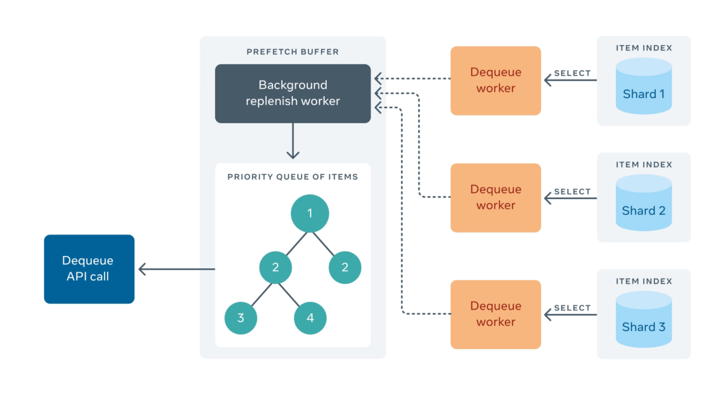 PREFETCH BUFFER
Background
replenish worker
PRIORITY QUEUE OF ITEMS
1
2
2
3
4
Dequeue
API call
Dequeue
worker
SELECT
ITEM INDEX
Shard 1
Dequeue
worker
SELECT
ITEM INDEX
Shard 2
Dequeue
worker
SELECT
ITEM INDEX
Shard 3